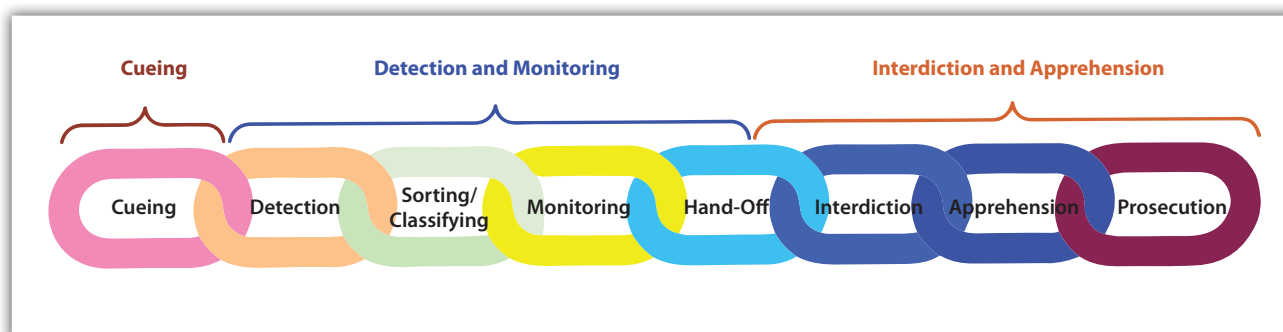 Cueing
Detection and Monitoring
Interdiction and Apprehension
Cueing
Detection
Sorting/
Classifying
Monitoring
Hand-Off
Interdiction
Apprehension
Prosecution